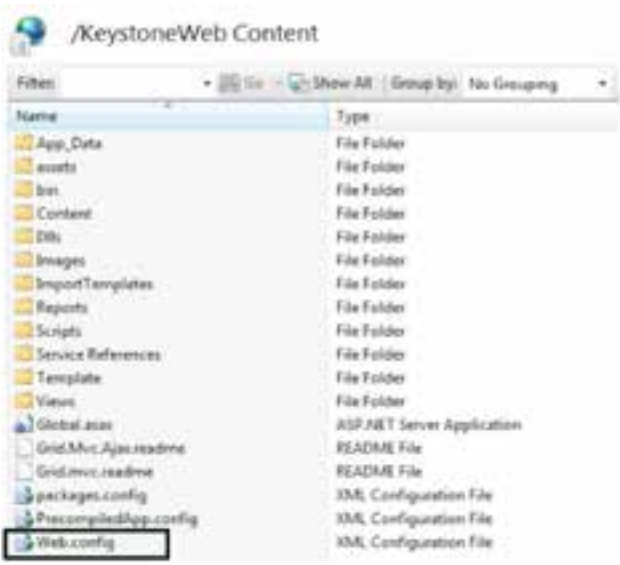 /KeystoneWeb Content
Filter: Go Show All Group by: No Grouping
Name Type
App_Data File Folder
assets File Folder
bin File Folder
Content File Folder
Dlls File Folder
Images File Folder
ImportTemplates File Folder
Reports File Folder
Scripts File Folder
Service References File Folder
Template File Folder
Views File Folder
Global.asax ASP.NET Server Application
Grid.Mvc.Ajax.readme README File
Grid.mvc.readme README File
packages.config XML Configuration File
PrecompiledApp.config XML Configuration File
Web.config XML Configuration File